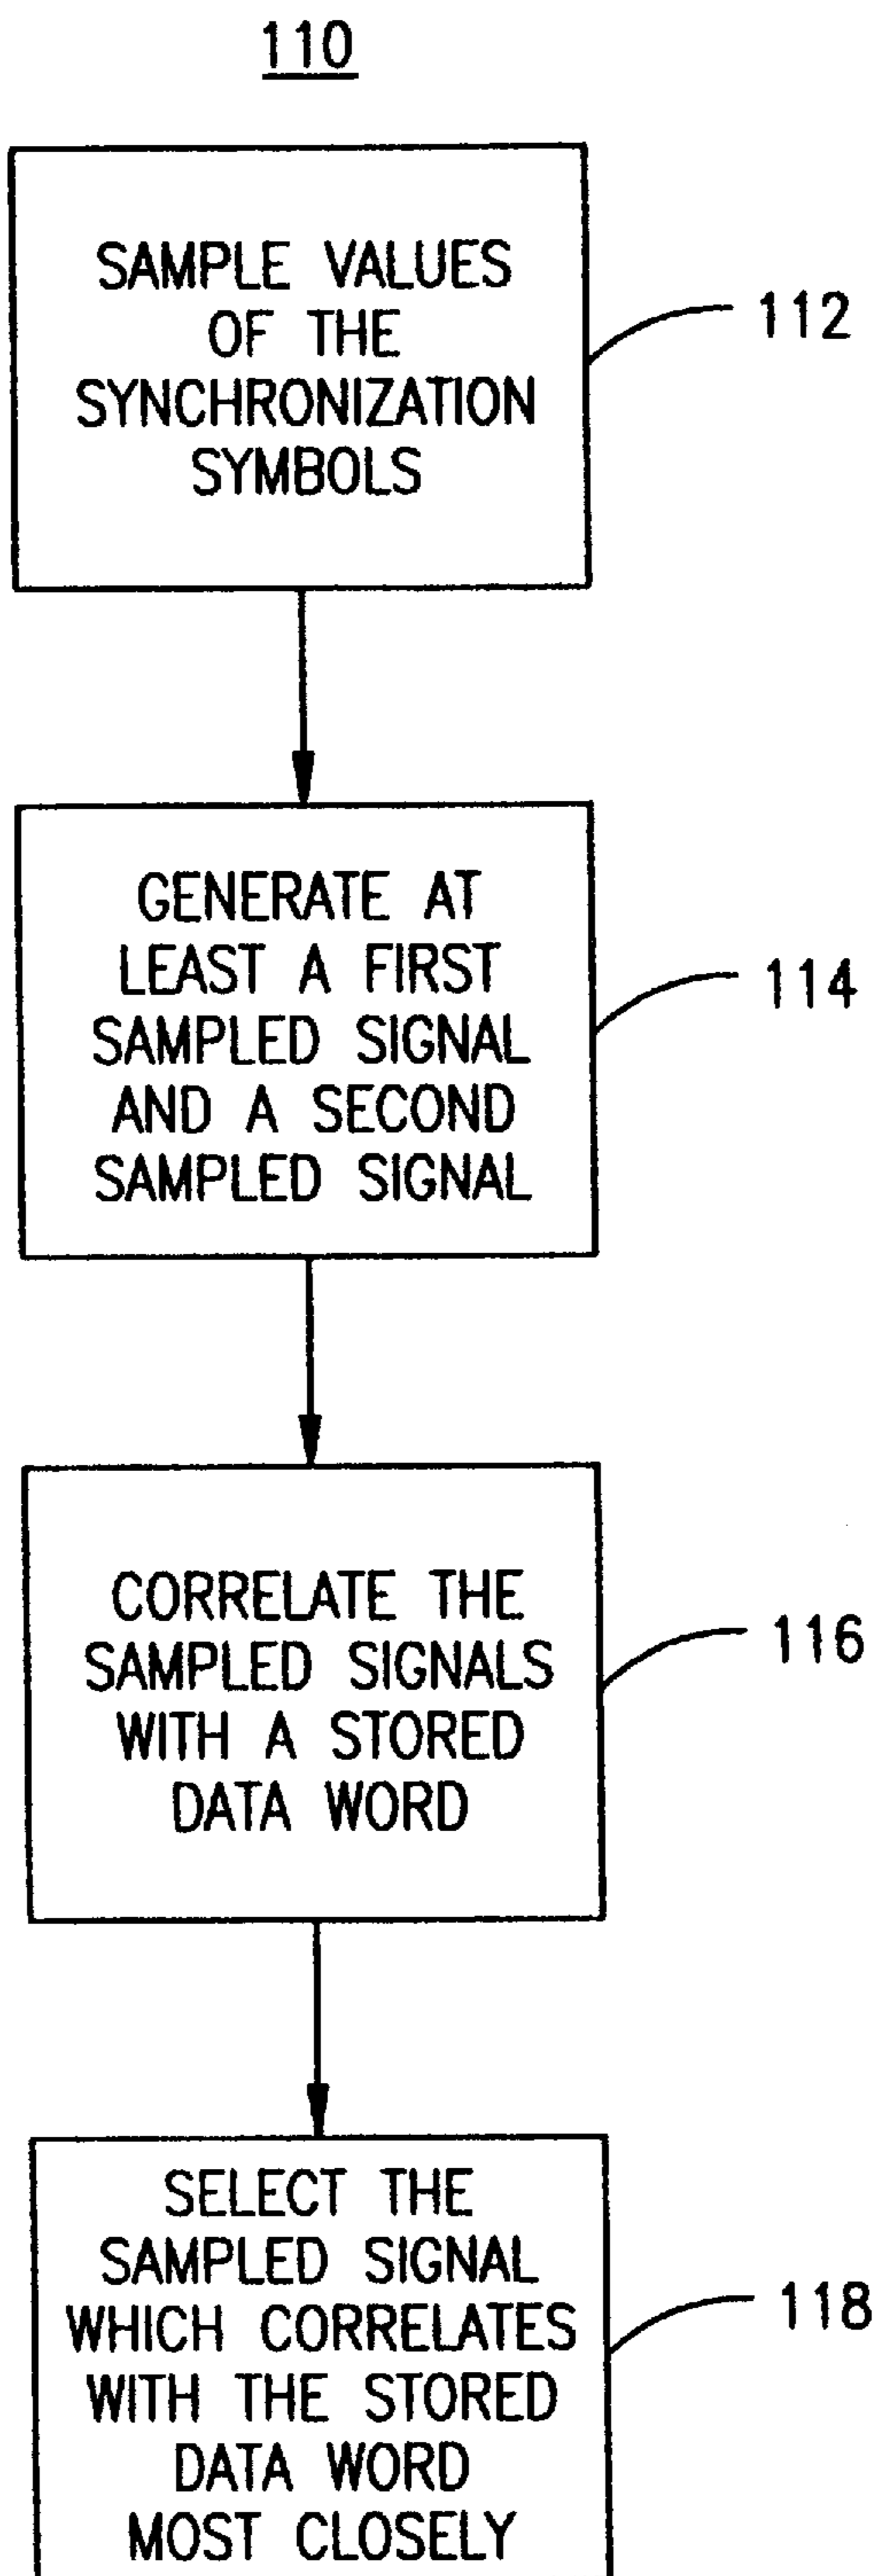 110
SAMPLE VALUES
OF THE
SYNCHRONIZATION
SYMBOLS
112
GENERATE AT
LEAST A FIRST
SAMPLED SIGNAL
AND A SECOND
SAMPLED SIGNAL
114
CORRELATE THE
SAMPLED SIGNALS
WITH A STORED
DATA WORD
116
SELECT THE
SAMPLED SIGNAL
WHICH CORRELATES
WITH THE STORED
DATA WORD
MOST CLOSELY
118